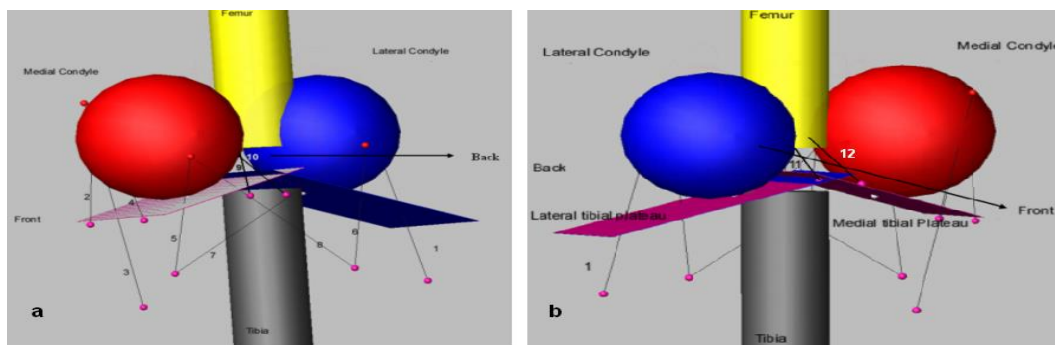 Femur
Lateral Condyle
Medial Condyle
10
Back
9
2
4
Front
5
6
7
8
1
3
a
Tibia
Femur
Medial Condyle
Lateral Condyle
12
11
Back
Front
Lateral tibial plateau
Medial tibial Plateau
1
b
Tibia